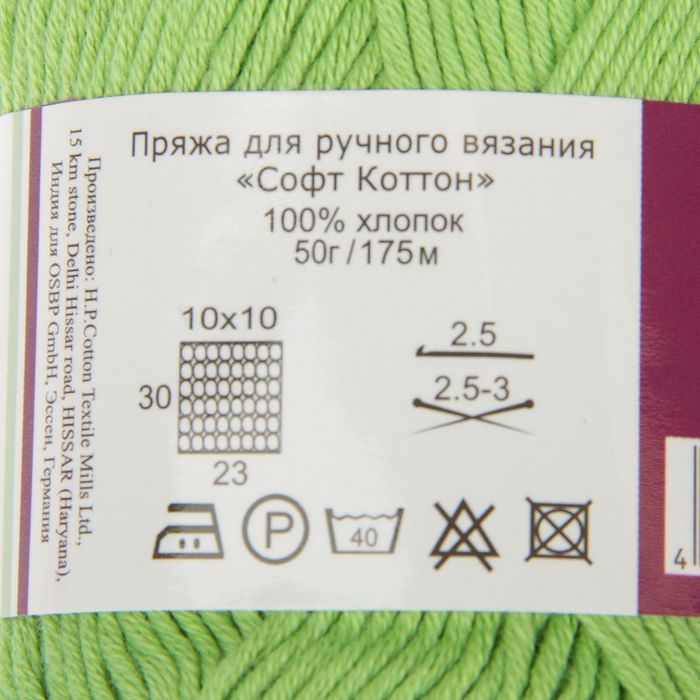 Пряжа для ручного вязания
«Софт Коттон»
100% хлопок
50г/175м
10x10
30
23
2.5
2.5-3
P
40
Произведено: H.P.Cotton Textile Mills Ltd.,
15 km stone, Delhi Hissar road, HISSAR (Haryana),
Индия для OSBP GmbH, Эссен, Германия
4